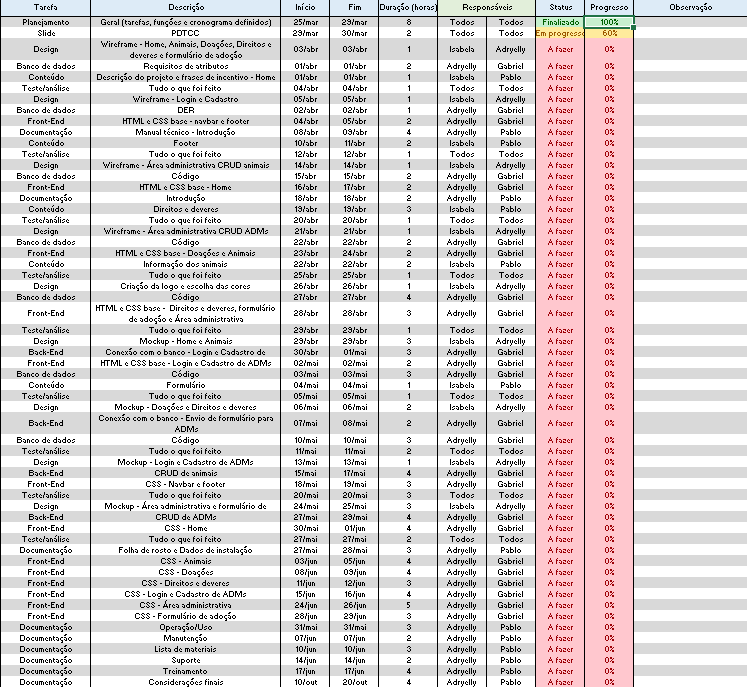 Tarefa Descrição Início Fim Duração (horas) Responsáveis Status Progresso Observação
Planejamento Geral (tarefas, funções e cronograma definidos) 25/mar 29/mar 8 Todos Todos Finalizado 100%
Slide PDTCC 29/mar 30/mar 2 Todos Todos Em progresso 60%
Design Wireframe - Home, Animais, Doações, Direitos e deveres e formulário de adoção 03/abr 03/abr 1 Isabela Adryelly A fazer 0%
Banco de dados Requisitos de atributos 01/abr 01/abr 2 Adryelly Gabriel A fazer 0%
Conteúdo Descrição do projeto e frases de incentivo - Home 01/abr 01/abr 1 Isabela Pablo A fazer 0%
Teste/análise Tudo o que foi feito 04/abr 04/abr 1 Todos Todos A fazer 0%
Design Wireframe - Login e Cadastro 05/abr 05/abr 1 Isabela Adryelly A fazer 0%
Banco de dados DER 02/abr 02/abr 1 Adryelly Gabriel A fazer 0%
Front-End HTML e CSS base - navbar e footer 04/abr 05/abr 2 Adryelly Gabriel A fazer 0%
Documentação Manual técnico - Introdução 08/abr 09/abr 4 Adryelly Pablo A fazer 0%
Conteúdo Footer 10/abr 11/abr 2 Isabela Pablo A fazer 0%
Teste/análise Tudo o que foi feito 12/abr 12/abr 1 Todos Todos A fazer 0%
Design Wireframe - Área administrativa CRUD animais 14/abr 14/abr 1 Isabela Adryelly A fazer 0%
Banco de dados Código 15/abr 15/abr 2 Adryelly Gabriel A fazer 0%
Front-End HTML e CSS base - Home 16/abr 17/abr 2 Adryelly Gabriel A fazer 0%
Documentação Introdução 18/abr 18/abr 2 Adryelly Pablo A fazer 0%
Conteúdo Direitos e deveres 19/abr 19/abr 3 Isabela Pablo A fazer 0%
Teste/análise Tudo o que foi feito 20/abr 20/abr 1 Todos Todos A fazer 0%
Design Wireframe - Área administrativa CRUD ADMs 21/abr 21/abr 1 Isabela Adryelly A fazer 0%
Banco de dados Código 22/abr 22/abr 2 Adryelly Gabriel A fazer 0%
Front-End HTML e CSS base - Doações e Animais 23/abr 24/abr 2 Adryelly Gabriel A fazer 0%
Conteúdo Informação dos animais 22/abr 22/abr 2 Isabela Pablo A fazer 0%
Teste/análise Tudo o que foi feito 25/abr 25/abr 1 Todos Todos A fazer 0%
Design Criação da logo e escolha das cores 26/abr 26/abr 1 Isabela Adryelly A fazer 0%
Banco de dados Código 27/abr 27/abr 4 Adryelly Gabriel A fazer 0%
Front-End HTML e CSS base - Direitos e deveres, formulário de adoção e Área administrativa 28/abr 28/abr 3 Adryelly Gabriel A fazer 0%
Teste/análise Tudo o que foi feito 29/abr 29/abr 1 Todos Todos A fazer 0%
Design Mockup - Home e Animais 29/abr 29/abr 3 Isabela Adryelly A fazer 0%
Back-End Conexão com o banco - Login e Cadastro de 30/abr 01/mai 3 Adryelly Gabriel A fazer 0%
Front-End HTML e CSS base - Login e Cadastro de ADMs 02/mai 02/mai 2 Adryelly Gabriel A fazer 0%
Banco de dados Código 03/mai 03/mai 3 Adryelly Gabriel A fazer 0%
Conteúdo Formulário 04/mai 04/mai 1 Isabela Pablo A fazer 0%
Teste/análise Tudo o que foi feito 05/mai 05/mai 1 Todos Todos A fazer 0%
Design Mockup - Doações e Direitos e deveres 06/mai 06/mai 2 Isabela Adryelly A fazer 0%
Back-End Conexão com o banco - Envio de formulário para ADMs 07/mai 08/mai 2 Adryelly Gabriel A fazer 0%
Banco de dados Código 10/mai 10/mai 3 Adryelly Gabriel A fazer 0%
Teste/análise Tudo o que foi feito 11/mai 11/mai 2 Todos Todos A fazer 0%
Design Mockup - Login e Cadastro de ADMs 13/mai 13/mai 1 Isabela Adryelly A fazer 0%
Back-End CRUD de animais 15/mai 17/mai 4 Adryelly Gabriel A fazer 0%
Front-End CSS - Navbar e footer 18/mai 19/mai 3 Adryelly Gabriel A fazer 0%
Teste/análise Tudo o que foi feito 20/mai 20/mai 3 Todos Todos A fazer 0%
Design Mockup - Área administrativa e formulário de 24/mai 25/mai 3 Isabela Adryelly A fazer 0%
Back-End CRUD de ADMs 27/mai 29/mai 4 Adryelly Gabriel A fazer 0%
Front-End CSS - Home 30/mai 01/jun 4 Adryelly Gabriel A fazer 0%
Teste/análise Tudo o que foi feito 27/mai 27/mai 2 Todos Todos A fazer 0%
Documentação Folha de rosto e Dados de instalação 27/mai 28/mai 3 Adryelly Pablo A fazer 0%
Front-End CSS - Animais 03/jun 05/jun 4 Adryelly Gabriel A fazer 0%
Front-End CSS - Doações 08/jun 09/jun 4 Adryelly Gabriel A fazer 0%
Front-End CSS - Direitos e deveres 11/jun 12/jun 3 Adryelly Gabriel A fazer 0%
Front-End CSS - Login e Cadastro de ADMs 15/jun 16/jun 4 Adryelly Gabriel A fazer 0%
Front-End CSS - Área administrativa 24/jun 26/jun 5 Adryelly Gabriel A fazer 0%
Front-End CSS - Formulário de adoção 28/jun 29/jun 3 Adryelly Gabriel A fazer 0%
Documentação Operação/Uso 31/mai 31/mai 3 Adryelly Pablo A fazer 0%
Documentação Manutenção 07/jun 07/jun 2 Adryelly Pablo A fazer 0%
Documentação Lista de materiais 10/jun 10/jun 3 Adryelly Pablo A fazer 0%
Documentação Suporte 14/jun 14/jun 2 Adryelly Pablo A fazer 0%
Documentação Treinamento 17/jun 17/jun 4 Adryelly Pablo A fazer 0%
Documentação Considerações finais 10/out 20/out 4 Adryelly Pablo A fazer 0%